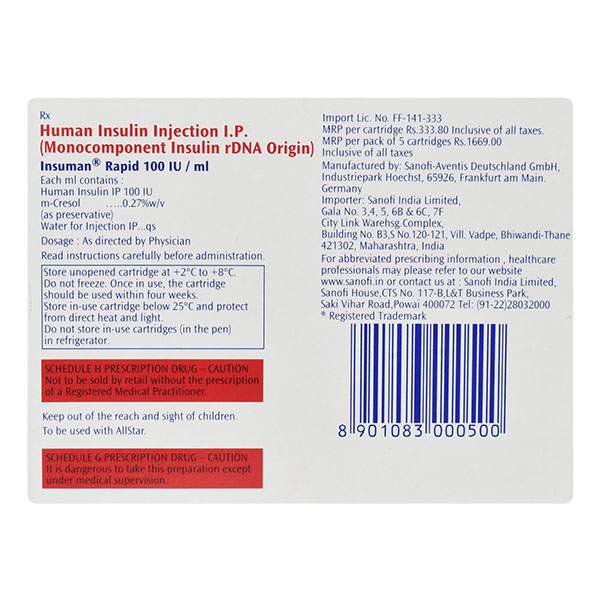 Rx
Human Insulin Injection I.P.
(Monocomponent Insulin rDNA Origin)
Insuman® Rapid 100 IU / ml
Each ml contains :
Human Insulin IP 100 IU
m-Cresol .....0.27%w/v
(as preservative)
Water for Injection IP...qs
Dosage : As directed by Physician
Read instructions carefully before administration.
Store unopened cartridge at +2°C to +8°C.
Do not freeze. Once in use, the cartridge
should be used within four weeks.
Store in-use cartridge below 25°C and protect
from direct heat and light.
Do not store in-use cartridges (in the pen)
in refrigerator.
SCHEDULE H PRESCRIPTION DRUG – CAUTION
Not to be sold by retail without the prescription
of a Registered Medical Practitioner.
Keep out of the reach and sight of children.
To be used with AllStar.
SCHEDULE G PRESCRIPTION DRUG – CAUTION
It is dangerous to take this preparation except
under medical supervision.
Import Lic. No. FF-141-333
MRP per cartridge Rs.333.80 Inclusive of all taxes.
MRP per pack of 5 cartridges Rs.1669.00
Inclusive of all taxes
Manufactured by: Sanofi-Aventis Deutschland GmbH,
Industriepark Hoechst, 65926, Frankfurt am Main.
Germany
Importer: Sanofi India Limited,
Gala No. 3,4, 5, 6B & 6C, 7F
City Link Warehsg.Complex,
Building No. B3,S No.120-121, Vill. Vadpe, Bhiwandi-Thane
421302, Maharashtra, India
For abbreviated prescribing information , healthcare
professionals may please refer to our website
www.sanofi.in or contact us at : Sanofi India Limited,
Sanofi House,CTS No. 117-B,L&T Business Park,
Saki Vihar Road,Powai 400072 Tel: (91-22)28032000
® Registered Trademark
8 901083 000500